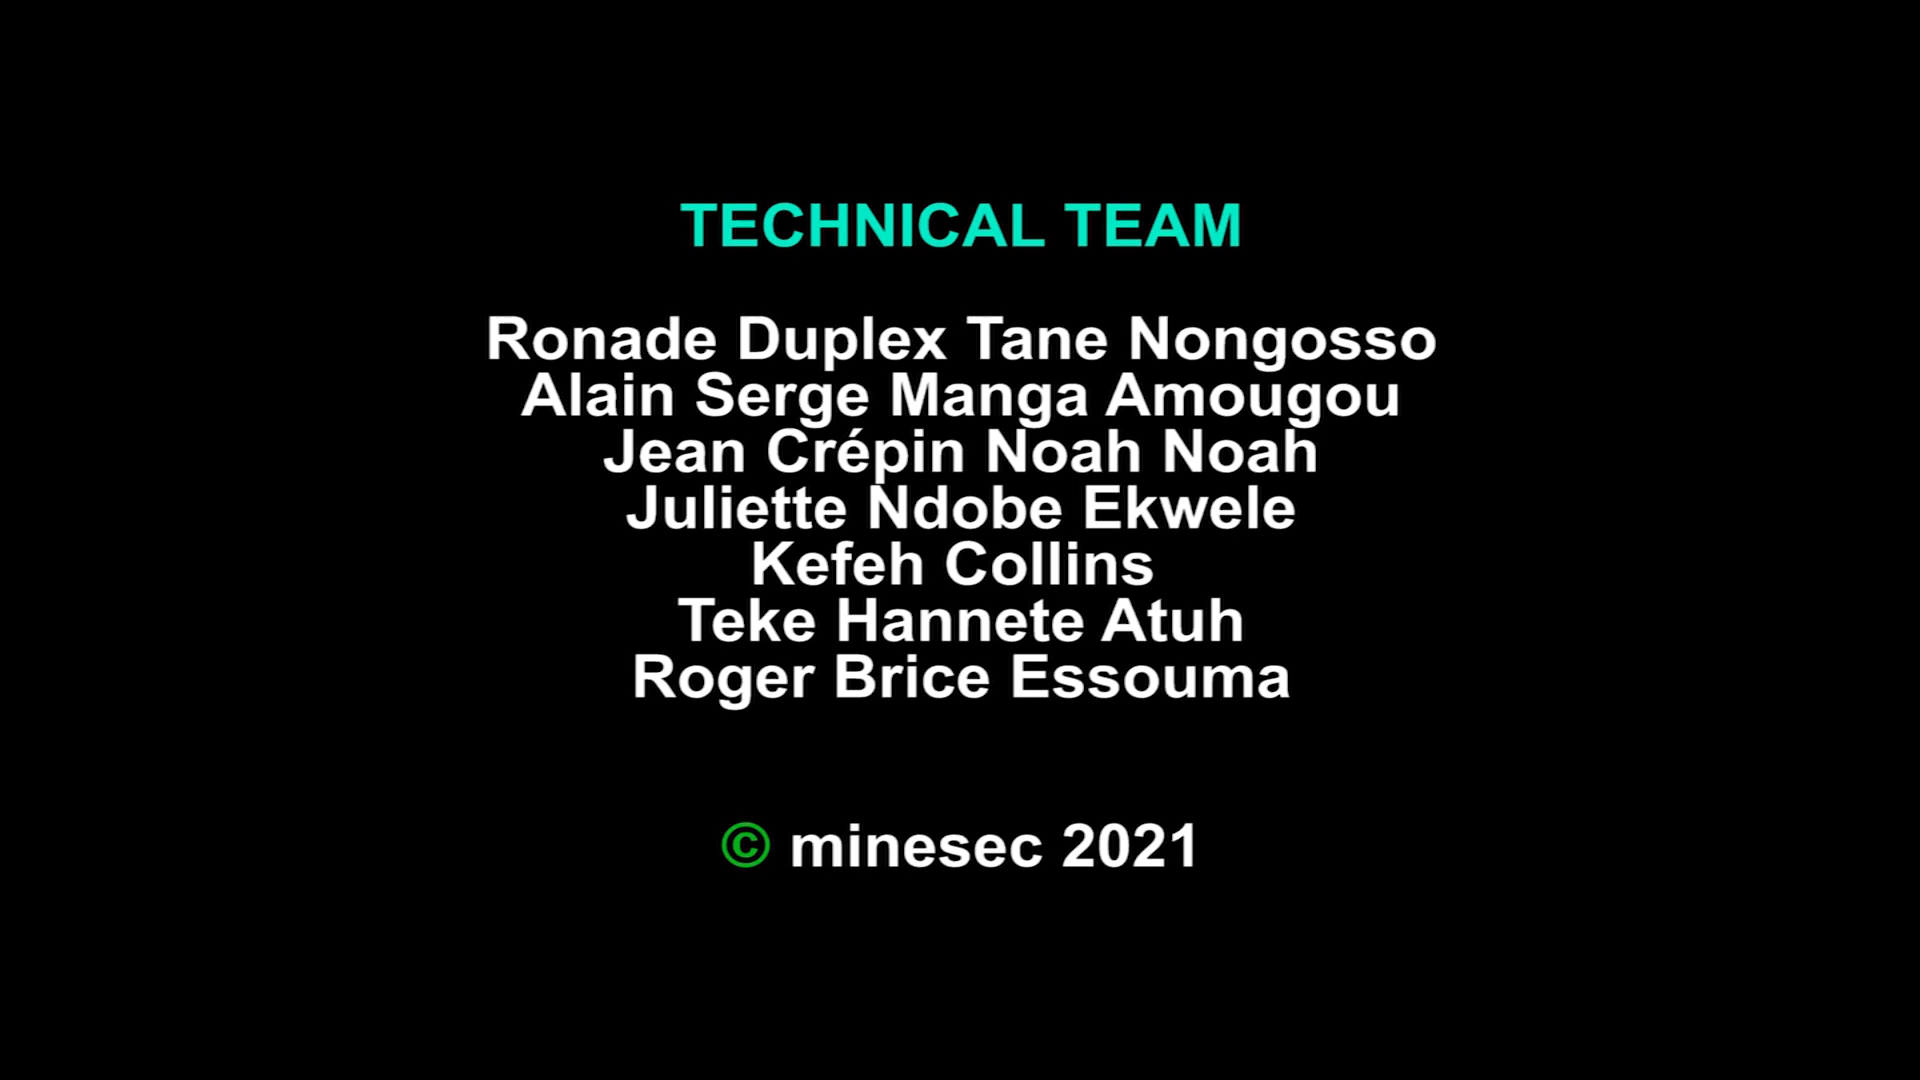 TECHNICAL TEAM
Ronade Duplex Tane Nongosso
Alain Serge Manga Amougou
Jean Crépin Noah Noah
Juliette Ndobe Ekwele
Kefeh Collins
Teke Hannete Atuh
Roger Brice Essouma
© minesec 2021